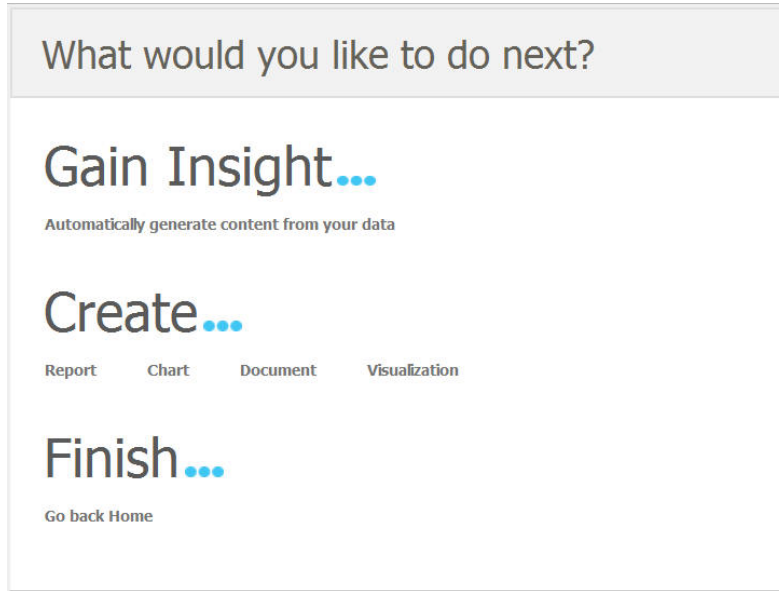 What would you like to do next?
Gain Insight...
Automatically generate content from your data
Create...
Report Chart Document Visualization
Finish...
Go back Home